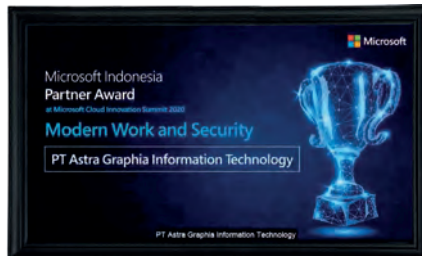 Microsoft
Microsoft Indonesia
Partner Award
at Microsoft Cloud Innovation Summit 2020
Modern Work and Security
PT Astra Graphia Information Technology
PT Astra Graphia Information Technology